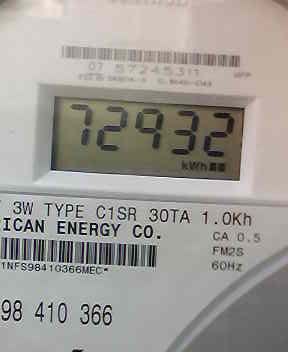 07 57245311
72932
kWh
3W TYPE C1SR 30TA 1.0Kh
ICAN ENERGY CO.
CA 0.5
FM2S
1NFS98410366MEC*
60Hz
98 410 366